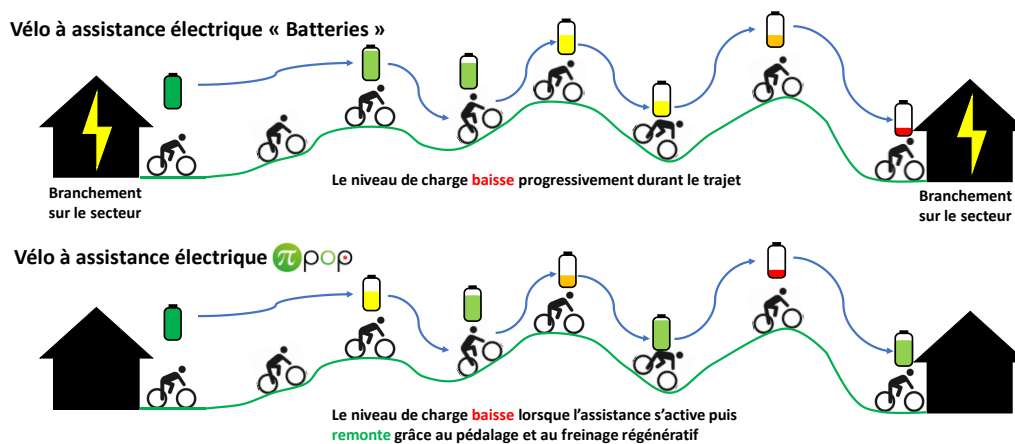 Vélo à assistance électrique « Batteries »
Branchement
sur le secteur
Le niveau de charge baisse progressivement durant le trajet
Branchement
sur le secteur
Vélo à assistance électrique πpop
Le niveau de charge baisse lorsque l’assistance s’active puis
remonte grâce au pédalage et au freinage régénératif